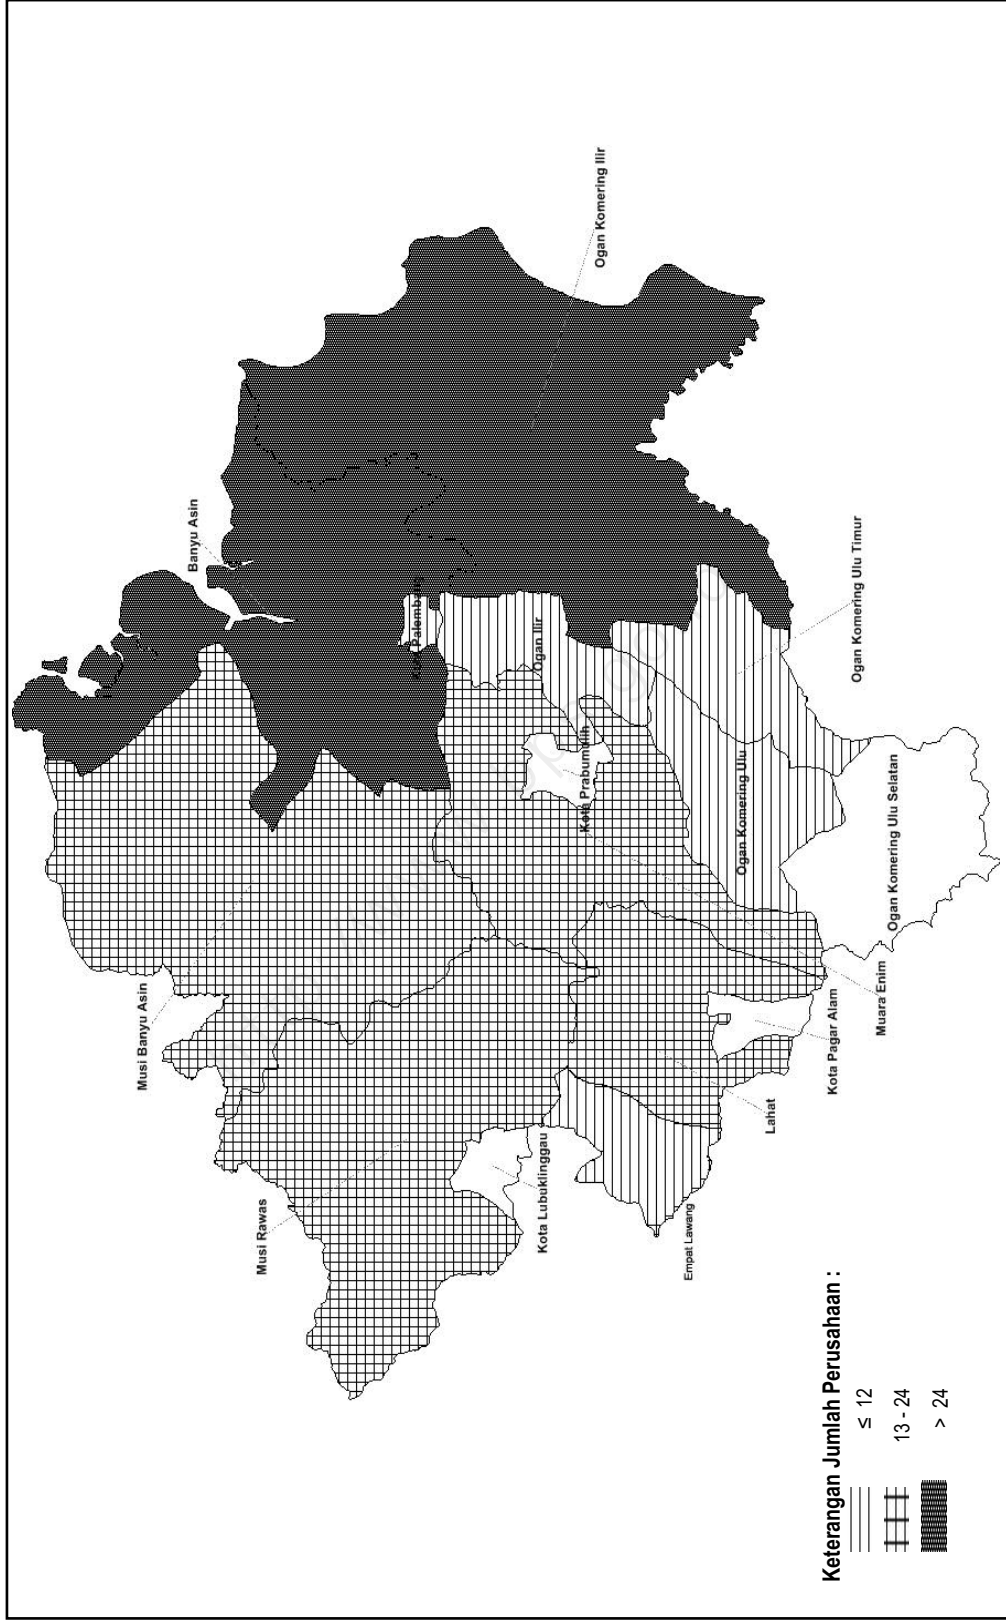 Ogan Komering Ilir
Banyu Asin
Ogan Komering Ulu Timur
Palembang
Ogan Ilir
Kota Prabumulih
Ogan Komering Ulu
Ogan Komering Ulu Selatan
Musi Banyu Asin
Muara Enim
Kota Pagar Alam
Lahat
Musi Rawas
Kota Lubuklinggau
Empat Lawang
Keterangan Jumlah Perusahaan :
≤ 12
13 - 24
> 24